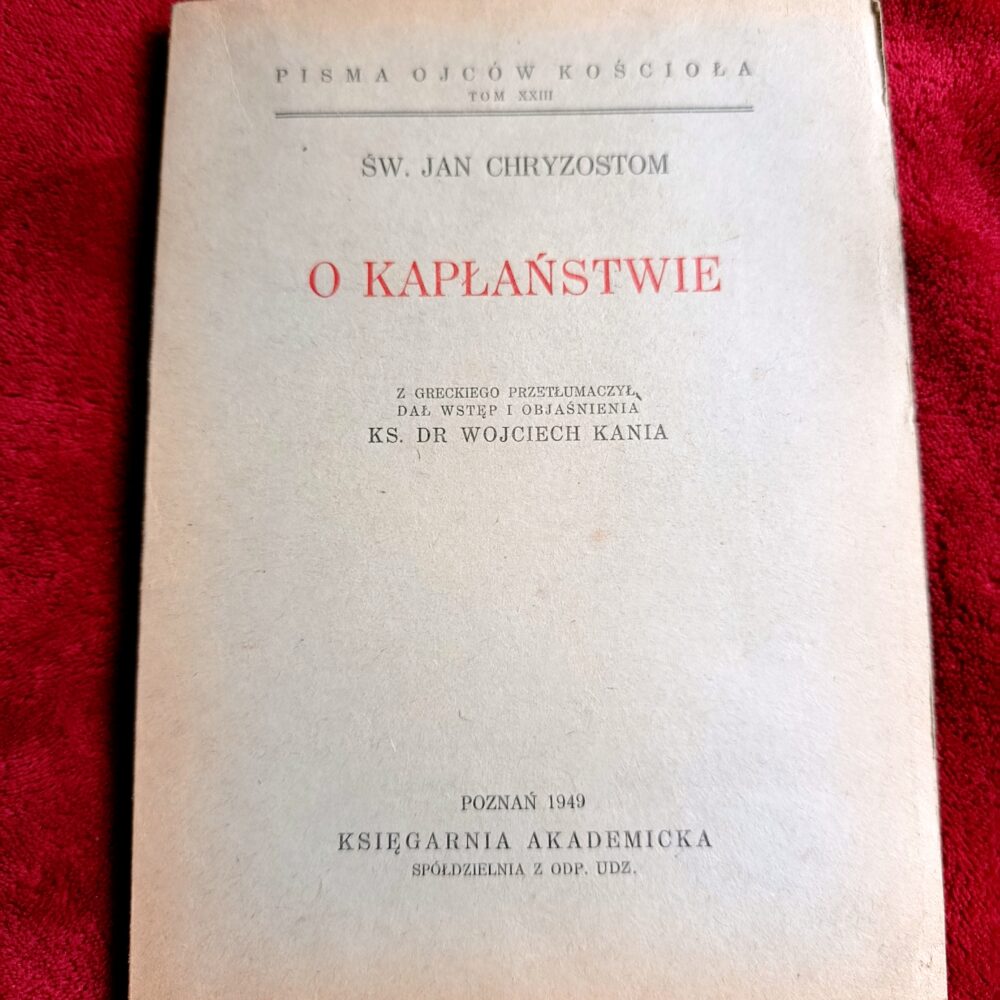 PISMA OJCÓW KOŚCIOŁA
TOM XXIII
ŚW. JAN CHRYZOSTOM
O KAPŁAŃSTWIE
Z GRECKIEGO PRZETŁUMACZYŁ,
DAŁ WSTĘP I OBJAŚNIENIA
KS. DR WOJCIECH KANIA
POZNAŃ 1949
KSIĘGARNIA AKADEMICKA
SPÓŁDZIELNIA Z ODP. UDZ.